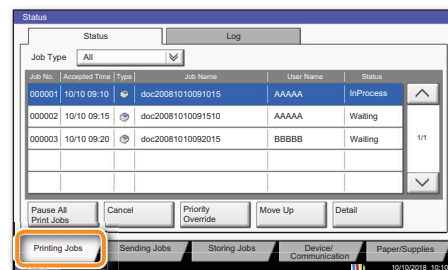 Status
Status Log
Job Type All
Job No. Accepted Time Type Job Name User Name Status
000001 10/10 09:10 doc20081010091015 AAAAA InProcess
000002 10/10 09:15 doc20081010091510 AAAAA Waiting
000003 10/10 09:20 doc20081010092015 BBBBB Waiting
1/1
Pause All Cancel Priority Move Up Detail
Print Jobs Override
Printing Jobs Sending Jobs Storing Jobs Device/ Paper/Supplies
Communication
10/10/2018 10:10